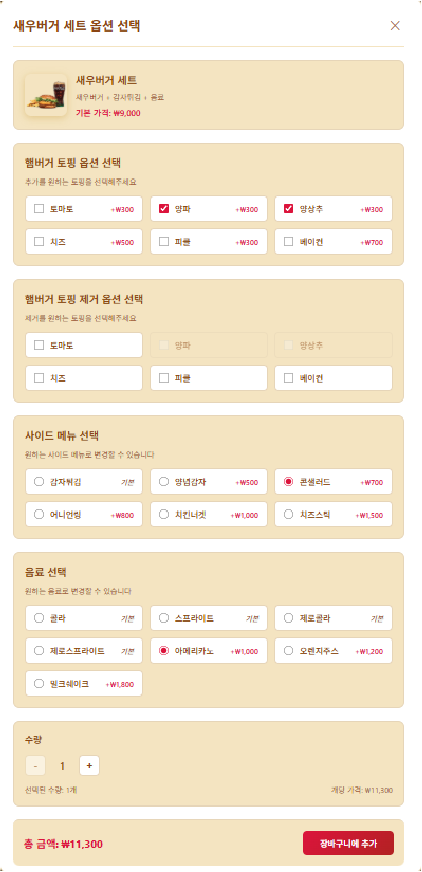 새우버거 세트 옵션 선택
새우버거 세트
새우버거 + 감자튀김 + 음료
기본 가격: ₩9,000
햄버거 토핑 옵션 선택
추가를 원하는 토핑을 선택해주세요
토마토 +₩300 양파 +₩300 양상추 +₩300
치즈 +₩500 피클 +₩300 베이컨 +₩700
햄버거 토핑 제거 옵션 선택
제거를 원하는 토핑을 선택해주세요
토마토 양파 양상추
치즈 피클 베이컨
사이드 메뉴 선택
원하는 사이드 메뉴로 변경할 수 있습니다
감자튀김 기본 양념감자 +₩500 콘샐러드 +₩700
어니언링 +₩800 치킨너겟 +₩1,000 치즈스틱 +₩1,500
음료 선택
원하는 음료로 변경할 수 있습니다
콜라 기본 스프라이트 기본 제로콜라 기본
제로스프라이트 기본 아메리카노 +₩1,000 오렌지주스 +₩1,200
밀크쉐이크 +₩1,800
수량
- 1 +
선택된 수량: 1개 개당 가격: ₩11,300
총 금액: ₩11,300 장바구니에 추가